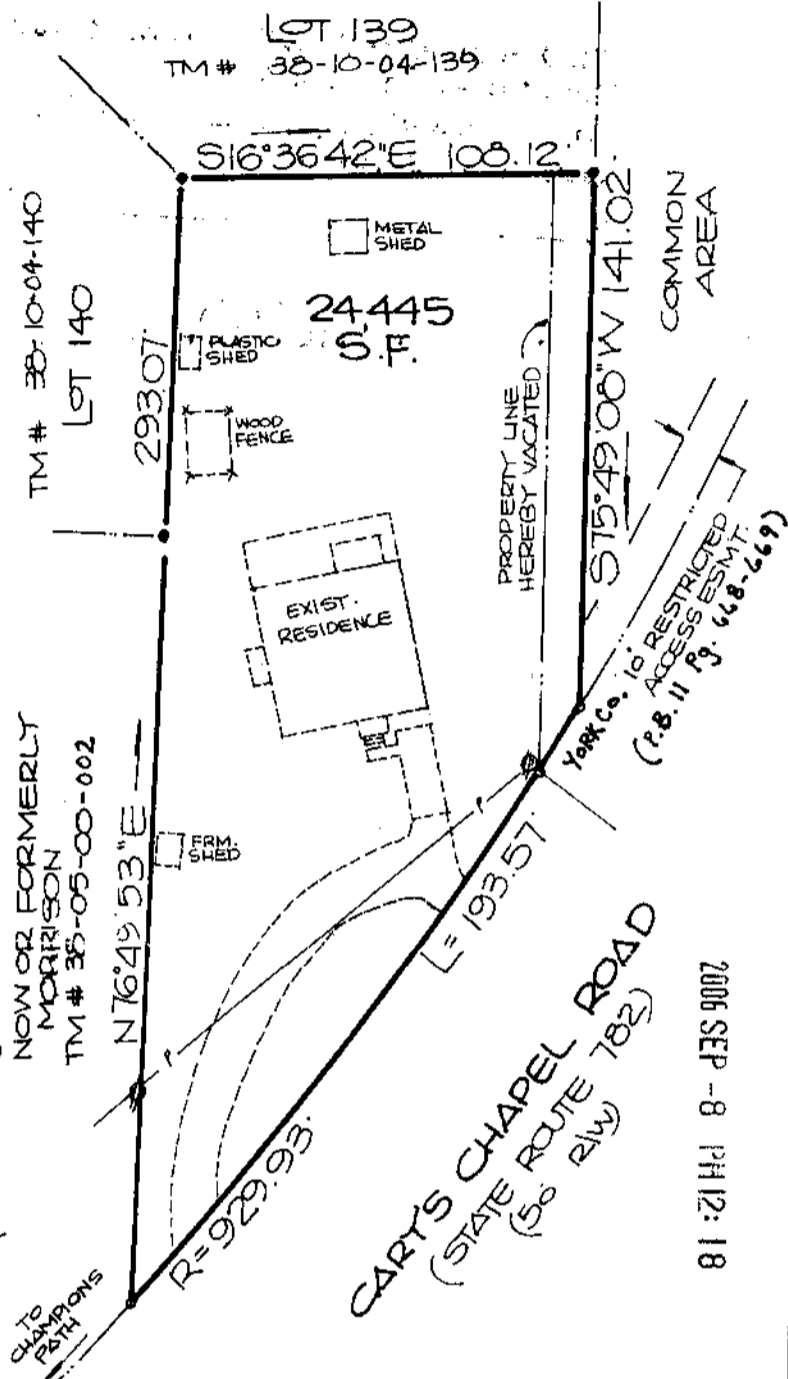 LOT 139
TM # 38-10-04-139
S16°36'42"E 108.12'
TM # 38-10-04-140
LOT 140
293.07'
METAL
SHED
24445
S.F.
PLASTIC
SHED
WOOD
FENCE
PROPERTY LINE
HEREBY VACATED
S75°49'00"W 141.02
COMMON
AREA
EXIST.
RESIDENCE
YORK CO. 10' RESTRICTED
ACCESS ESMT.
(P.B. 11 Pg. 668-669)
NOW OR FORMERLY
MORRISON
TM # 38-05-00-002
N76°49'53"E
FRM.
SHED
P
P
L= 193.57'
R=929.93'
CARY'S CHAPEL ROAD
(STATE ROUTE 782)
(50' R/W)
2006 SEP -8 PM 12:18
TO
CHAMPIONS
PATH